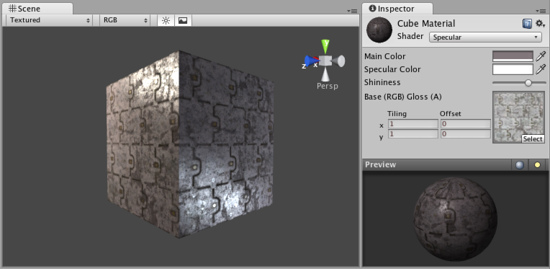 Scene
Inspector
Textured
RGB
z
x
Persp
Cube Material
Shader
Specular
Main Color
Specular Color
Shininess
Base (RGB) Gloss (A)
Tiling Offset
x 1 0
y 1 0
Select
Preview